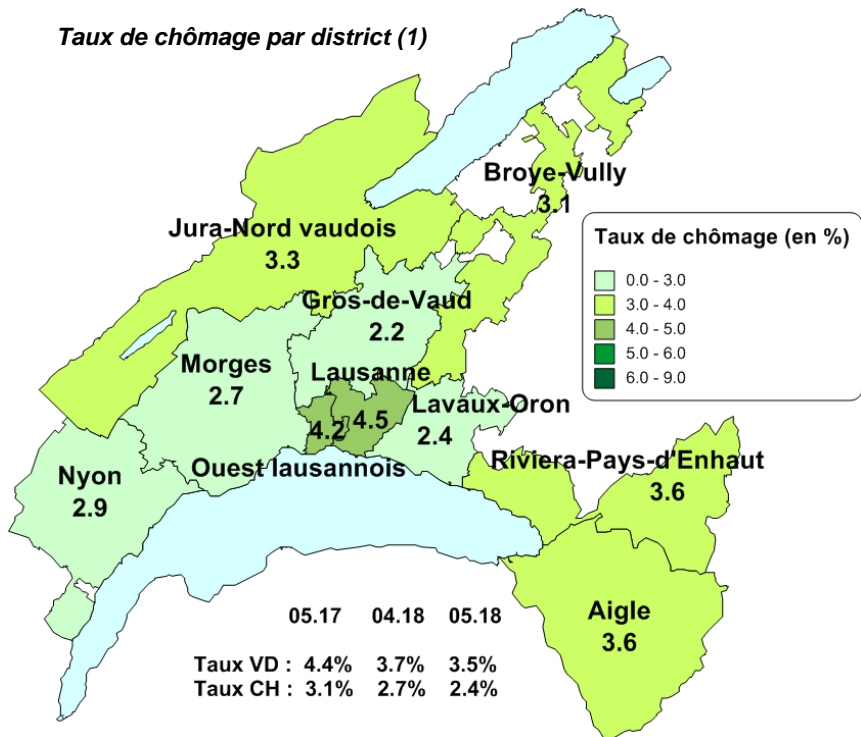 Taux de chômage par district (1)
Broye-Vully
3.1
Jura-Nord vaudois
3.3
Taux de chômage (en %)
0.0 - 3.0
3.0 - 4.0
4.0 - 5.0
5.0 - 6.0
6.0 - 9.0
Gros-de-Vaud
2.2
Morges
2.7
Lausanne
4.5
4.2
Lavaux-Oron
2.4
Ouest lausannois
Nyon
2.9
Riviera-Pays-d'Enhaut
3.6
Aigle
3.6
05.17 04.18 05.18
Taux VD : 4.4% 3.7% 3.5%
Taux CH : 3.1% 2.7% 2.4%